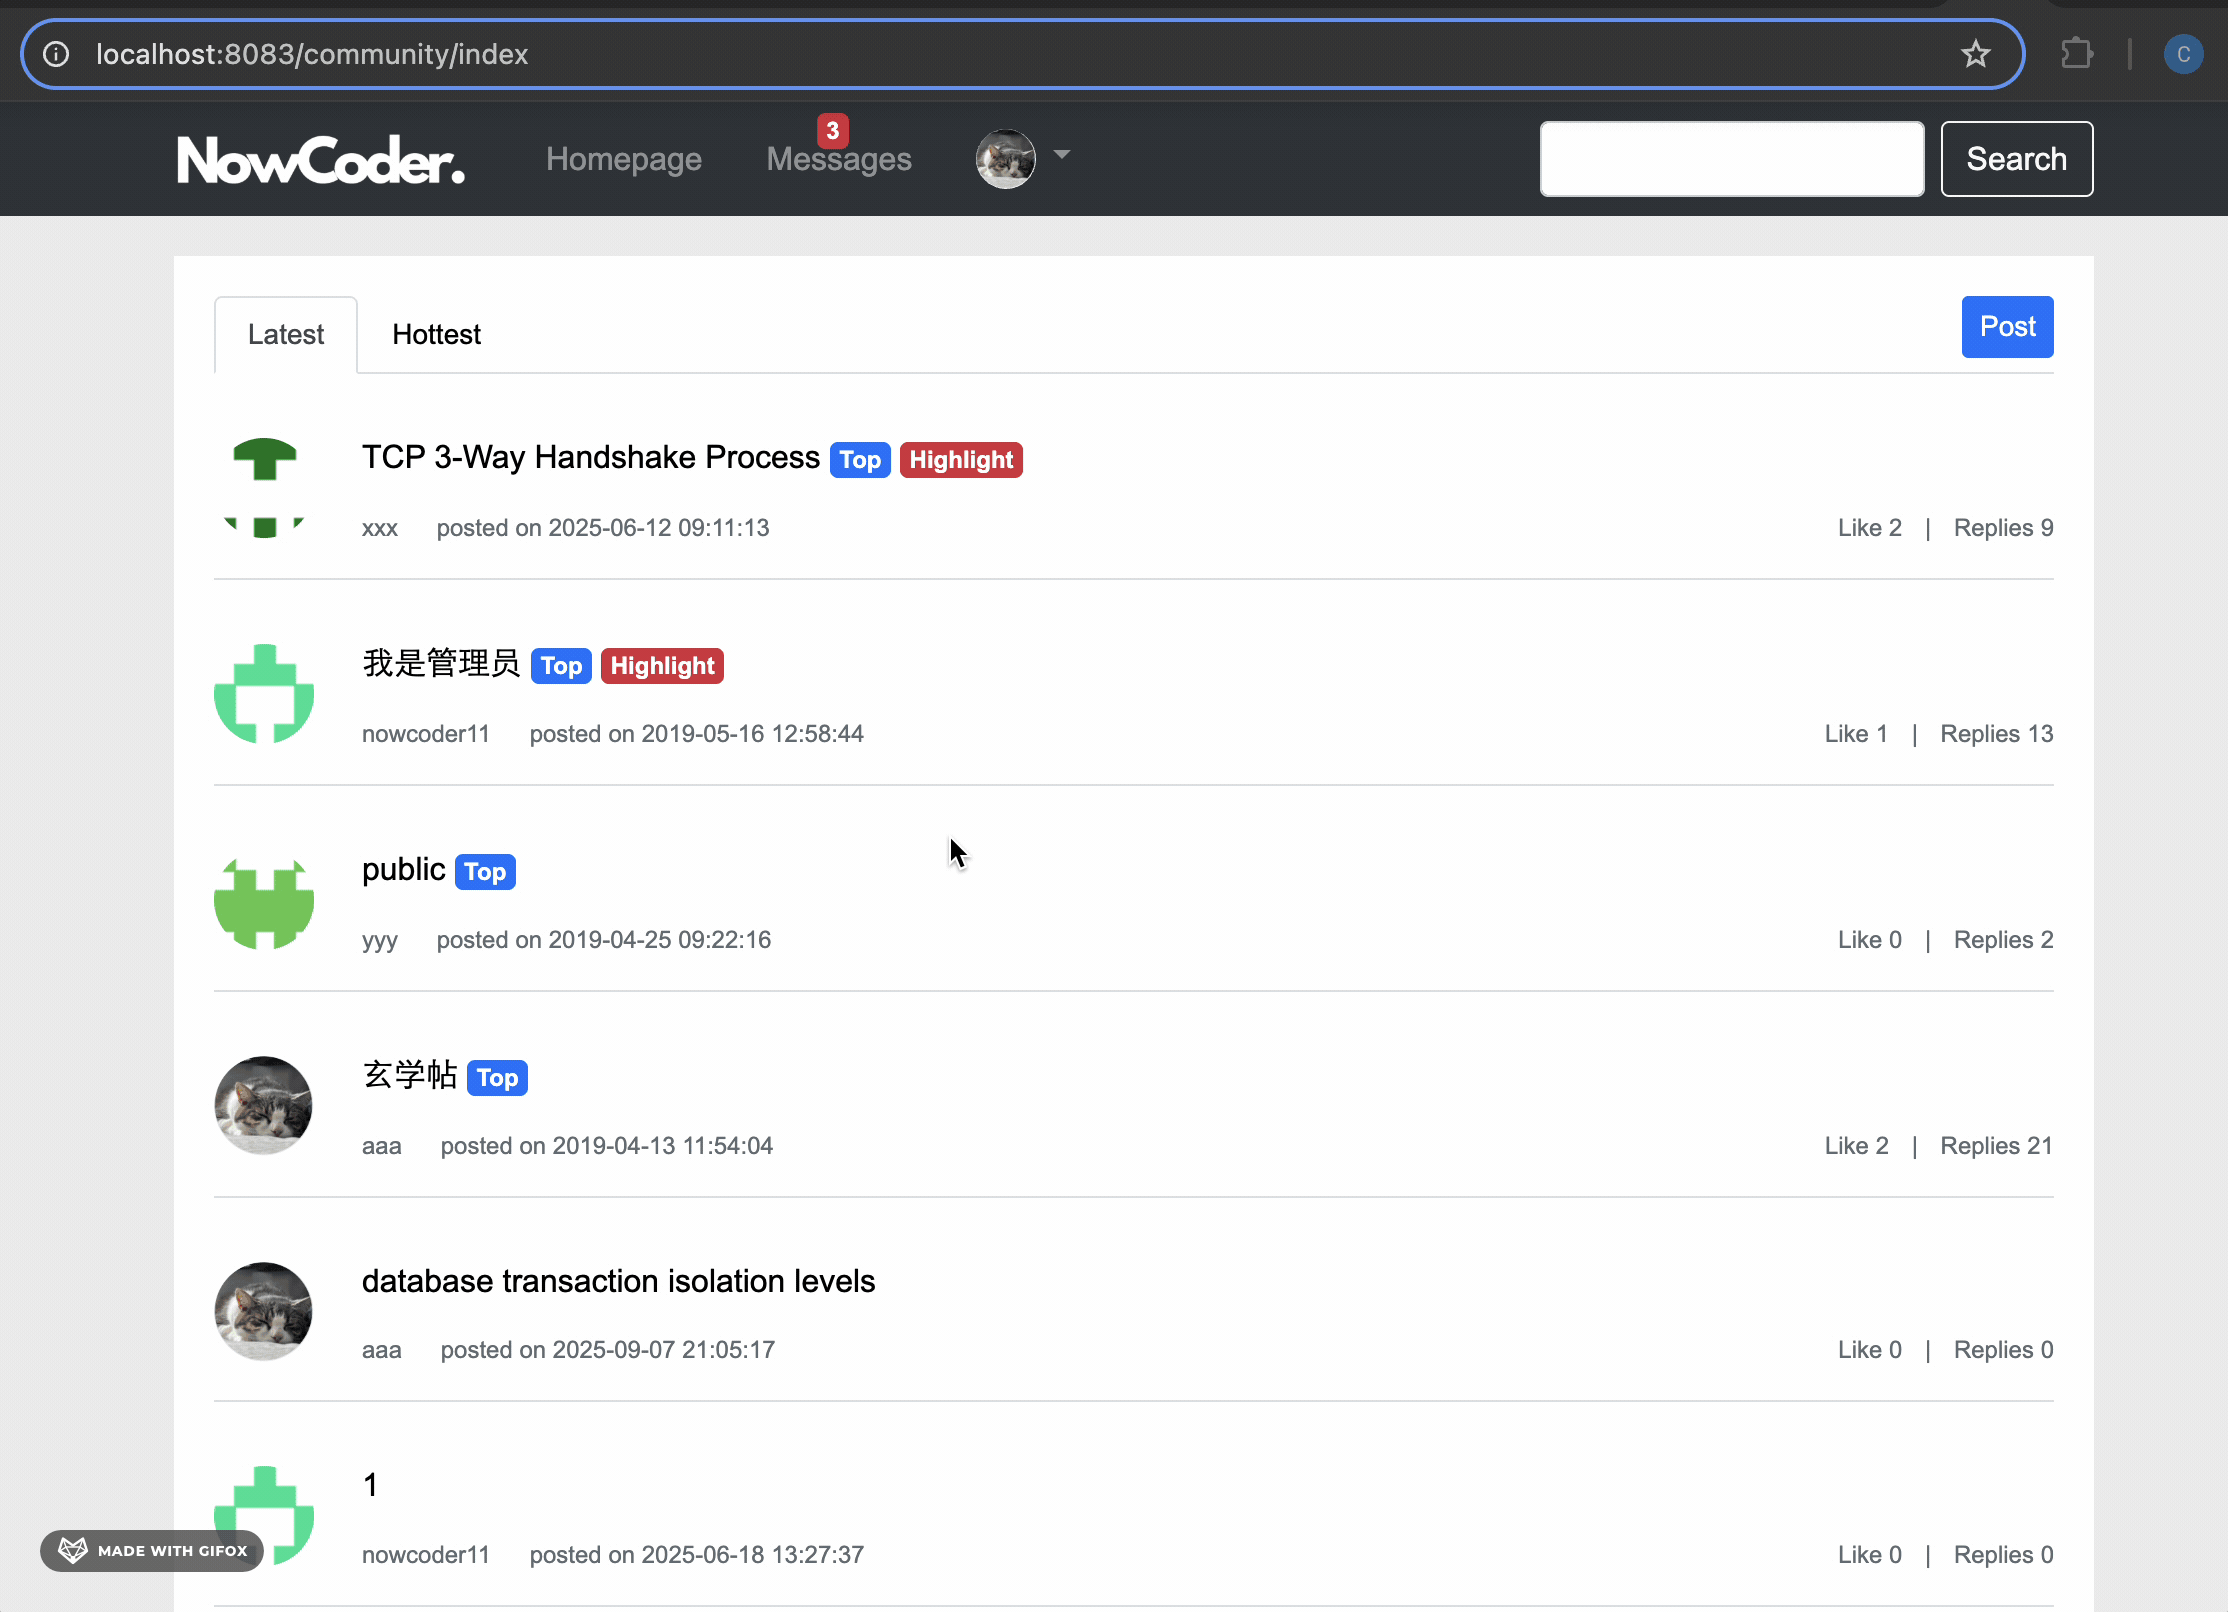 localhost:8083/community/index
C
NowCoder.
Homepage
Messages
3
Search
Latest
Hottest
Post
TCP 3-Way Handshake Process Top Highlight
xxx posted on 2025-06-12 09:11:13 Like 2 | Replies 9
我是管理员 Top Highlight
nowcoder11 posted on 2019-05-16 12:58:44 Like 1 | Replies 13
public Top
yyy posted on 2019-04-25 09:22:16 Like 0 | Replies 2
玄学帖 Top
aaa posted on 2019-04-13 11:54:04 Like 2 | Replies 21
database transaction isolation levels
aaa posted on 2025-09-07 21:05:17 Like 0 | Replies 0
1
nowcoder11 posted on 2025-06-18 13:27:37 Like 0 | Replies 0
MADE WITH GIFOX